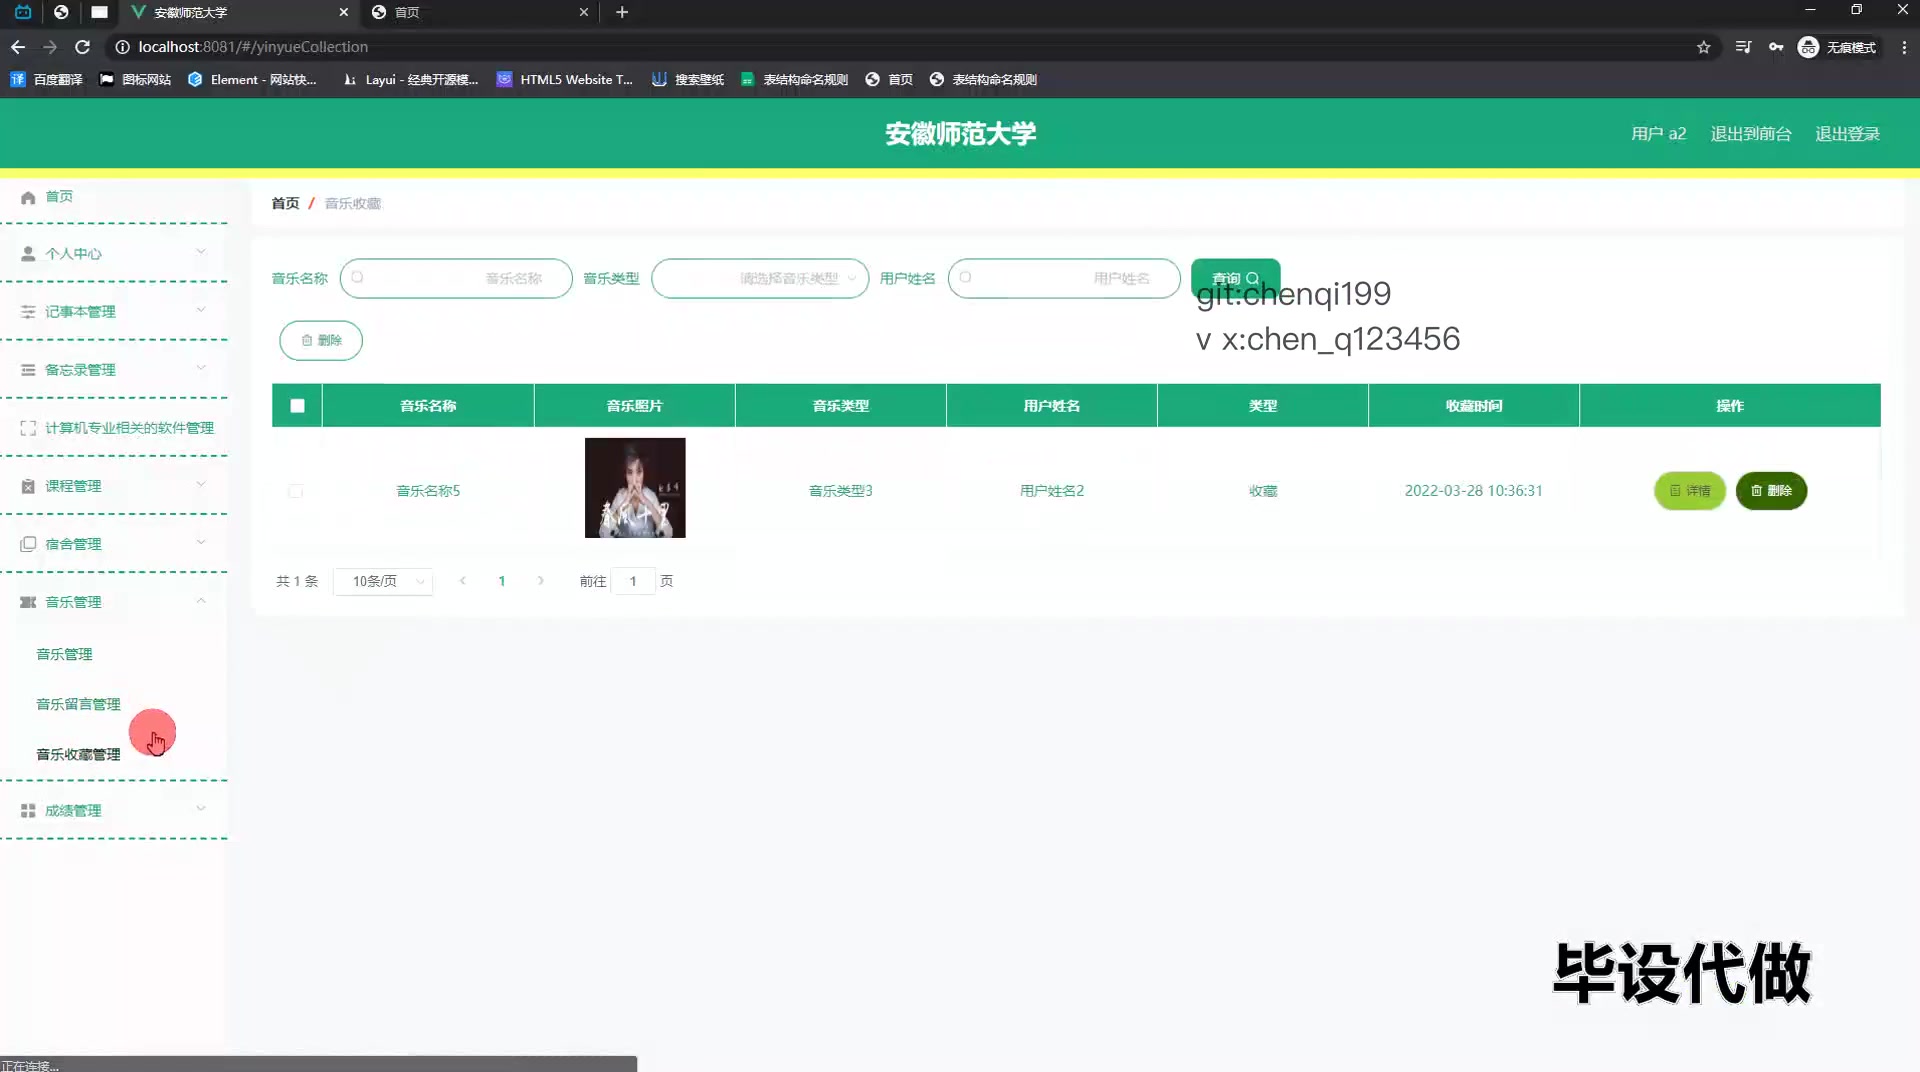 安徽师范大学
首页
localhost:8081/#/yinyueCollection
无痕模式
百度翻译
图标网站
Element - 网站快...
Layui - 经典开源模...
HTML5 Website T...
搜索壁纸
表结构命名规则
首页
表结构命名规则
安徽师范大学
用户 a2
退出到前台
退出登录
首页
个人中心
记事本管理
备忘录管理
计算机专业相关的软件管理
课程管理
宿舍管理
音乐管理
音乐管理
音乐留言管理
音乐收藏管理
成绩管理
首页 / 音乐收藏
音乐名称 音乐名称 音乐类型 请选择音乐类型 用户姓名 用户姓名 查询
git:chenqi199
v x:chen_q123456
删除
音乐名称 音乐照片 音乐类型 用户姓名 类型 收藏时间 操作
音乐名称5 春风十里 音乐类型3 用户姓名2 收藏 2022-03-28 10:36:31 详情 删除
共 1 条 10条/页 1 前往 1 页
毕设代做
正在连接...